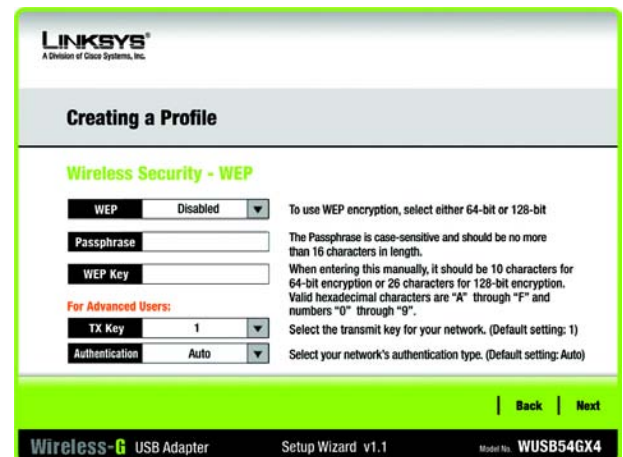 LINKSYS®
A Division of Cisco Systems, Inc.
Creating a Profile
Wireless Security - WEP
WEP Disabled To use WEP encryption, select either 64-bit or 128-bit
Passphrase The Passphrase is case-sensitive and should be no more
than 16 characters in length.
WEP Key When entering this manually, it should be 10 characters for
64-bit encryption or 26 characters for 128-bit encryption.
Valid hexadecimal characters are "A" through "F" and
numbers "0" through "9".
For Advanced Users:
TX Key 1 Select the transmit key for your network. (Default setting: 1)
Authentication Auto Select your network's authentication type. (Default setting: Auto)
Back Next
Wireless-G USB Adapter Setup Wizard v1.1 Model No. WUSB54GX4